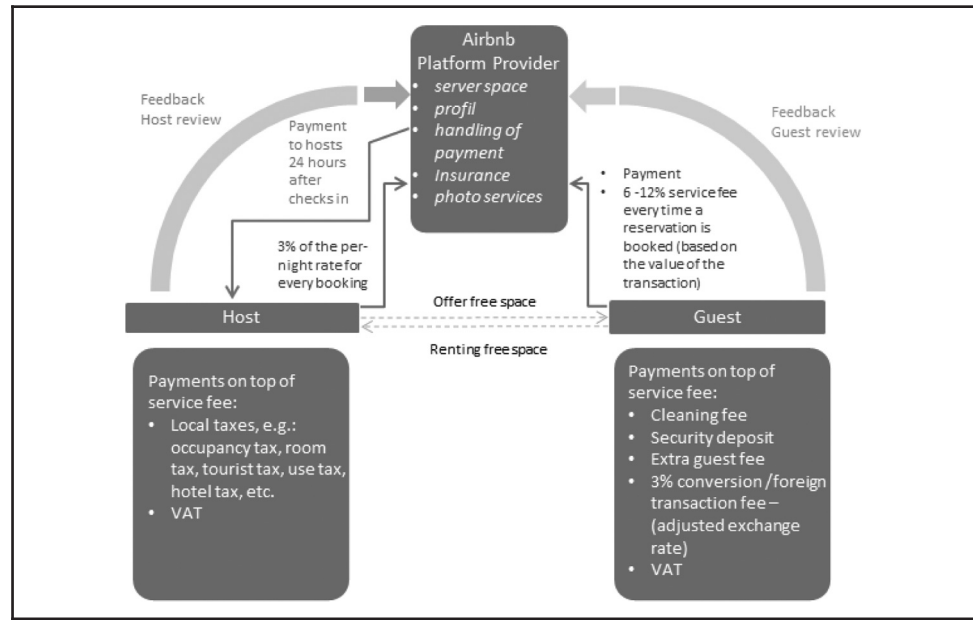 Airbnb
Platform Provider
• server space
• profil
• handling of
payment
• Insurance
• photo services
Feedback
Host review
Feedback
Guest review
Payment
to hosts
24 hours
after
checks in
• Payment
• 6 -12% service fee
every time a
reservation is
booked (based on
the value of the
transaction)
3% of the per-
night rate for
every booking
Host
Offer free space
Renting free space
Guest
Payments on top of
service fee:
• Local taxes, e.g.:
occupancy tax, room
tax, tourist tax, use tax,
hotel tax, etc.
• VAT
Payments on top of
service fee:
• Cleaning fee
• Security deposit
• Extra guest fee
• 3% conversion /foreign
transaction fee –
(adjusted exchange
rate)
• VAT